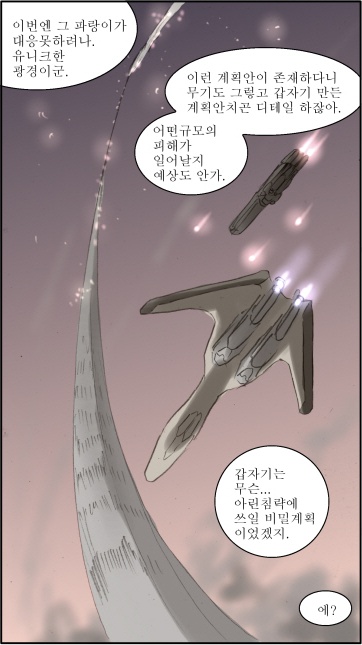 이번엔 그 파랑이가
대응못하려나.
유니크한
광경이군.
이런 계획안이 존재하다니
무기도 그렇고 갑자기 만든
계획안치곤 디테일 하잖아.
어떤규모의
피해가
일어날지
예상도 안가.
갑자기는
무슨...
아린침략에
쓰일 비밀계획
이었겠지.
에?